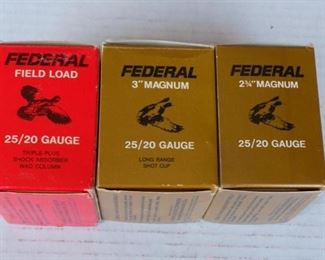 FEDERAL
FIELD LOAD
25/20 GAUGE
TRIPLE-PLUS
SHOCK ABSORBER
WAD COLUMN
FEDERAL
3" MAGNUM
25/20 GAUGE
LONG RANGE
SHOT CUP
FEDERAL
2¾" MAGNUM
25/20 GAUGE